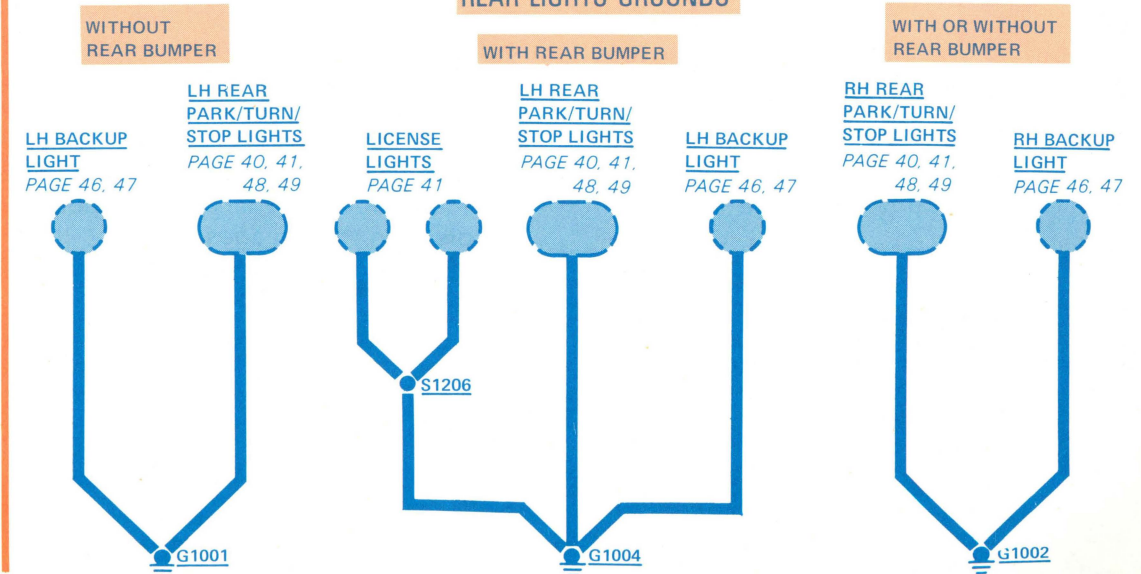 REAR LIGHTS GROUNDS
WITHOUT
REAR BUMPER
LH BACKUP
LIGHT
PAGE 46, 47
LH REAR
PARK/TURN/
STOP LIGHTS
PAGE 40, 41,
48, 49
G1001
WITH REAR BUMPER
LICENSE
LIGHTS
PAGE 41
LH REAR
PARK/TURN/
STOP LIGHTS
PAGE 40, 41,
48, 49
LH BACKUP
LIGHT
PAGE 46, 47
S1206
G1004
WITH OR WITHOUT
REAR BUMPER
RH REAR
PARK/TURN/
STOP LIGHTS
PAGE 40, 41,
48, 49
RH BACKUP
LIGHT
PAGE 46, 47
G1002